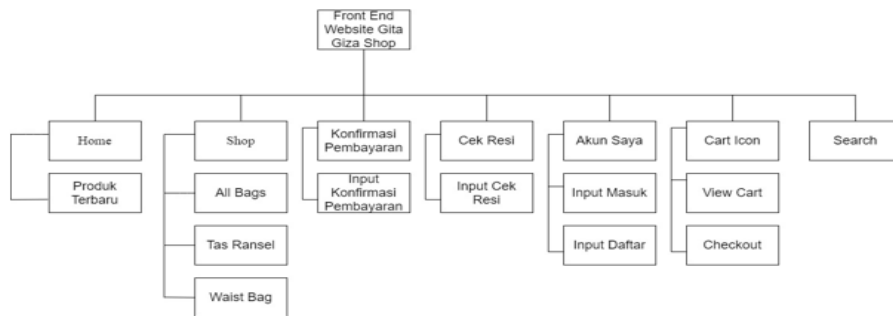 Front End
Website Gita
Giza Shop
Home
Shop
Konfirmasi
Pembayaran
Cek Resi
Akun Saya
Cart Icon
Search
Produk
Terbaru
All Bags
Input
Konfirmasi
Pembayaran
Input Cek
Resi
Input Masuk
View Cart
Tas Ransel
Input Daftar
Checkout
Waist Bag